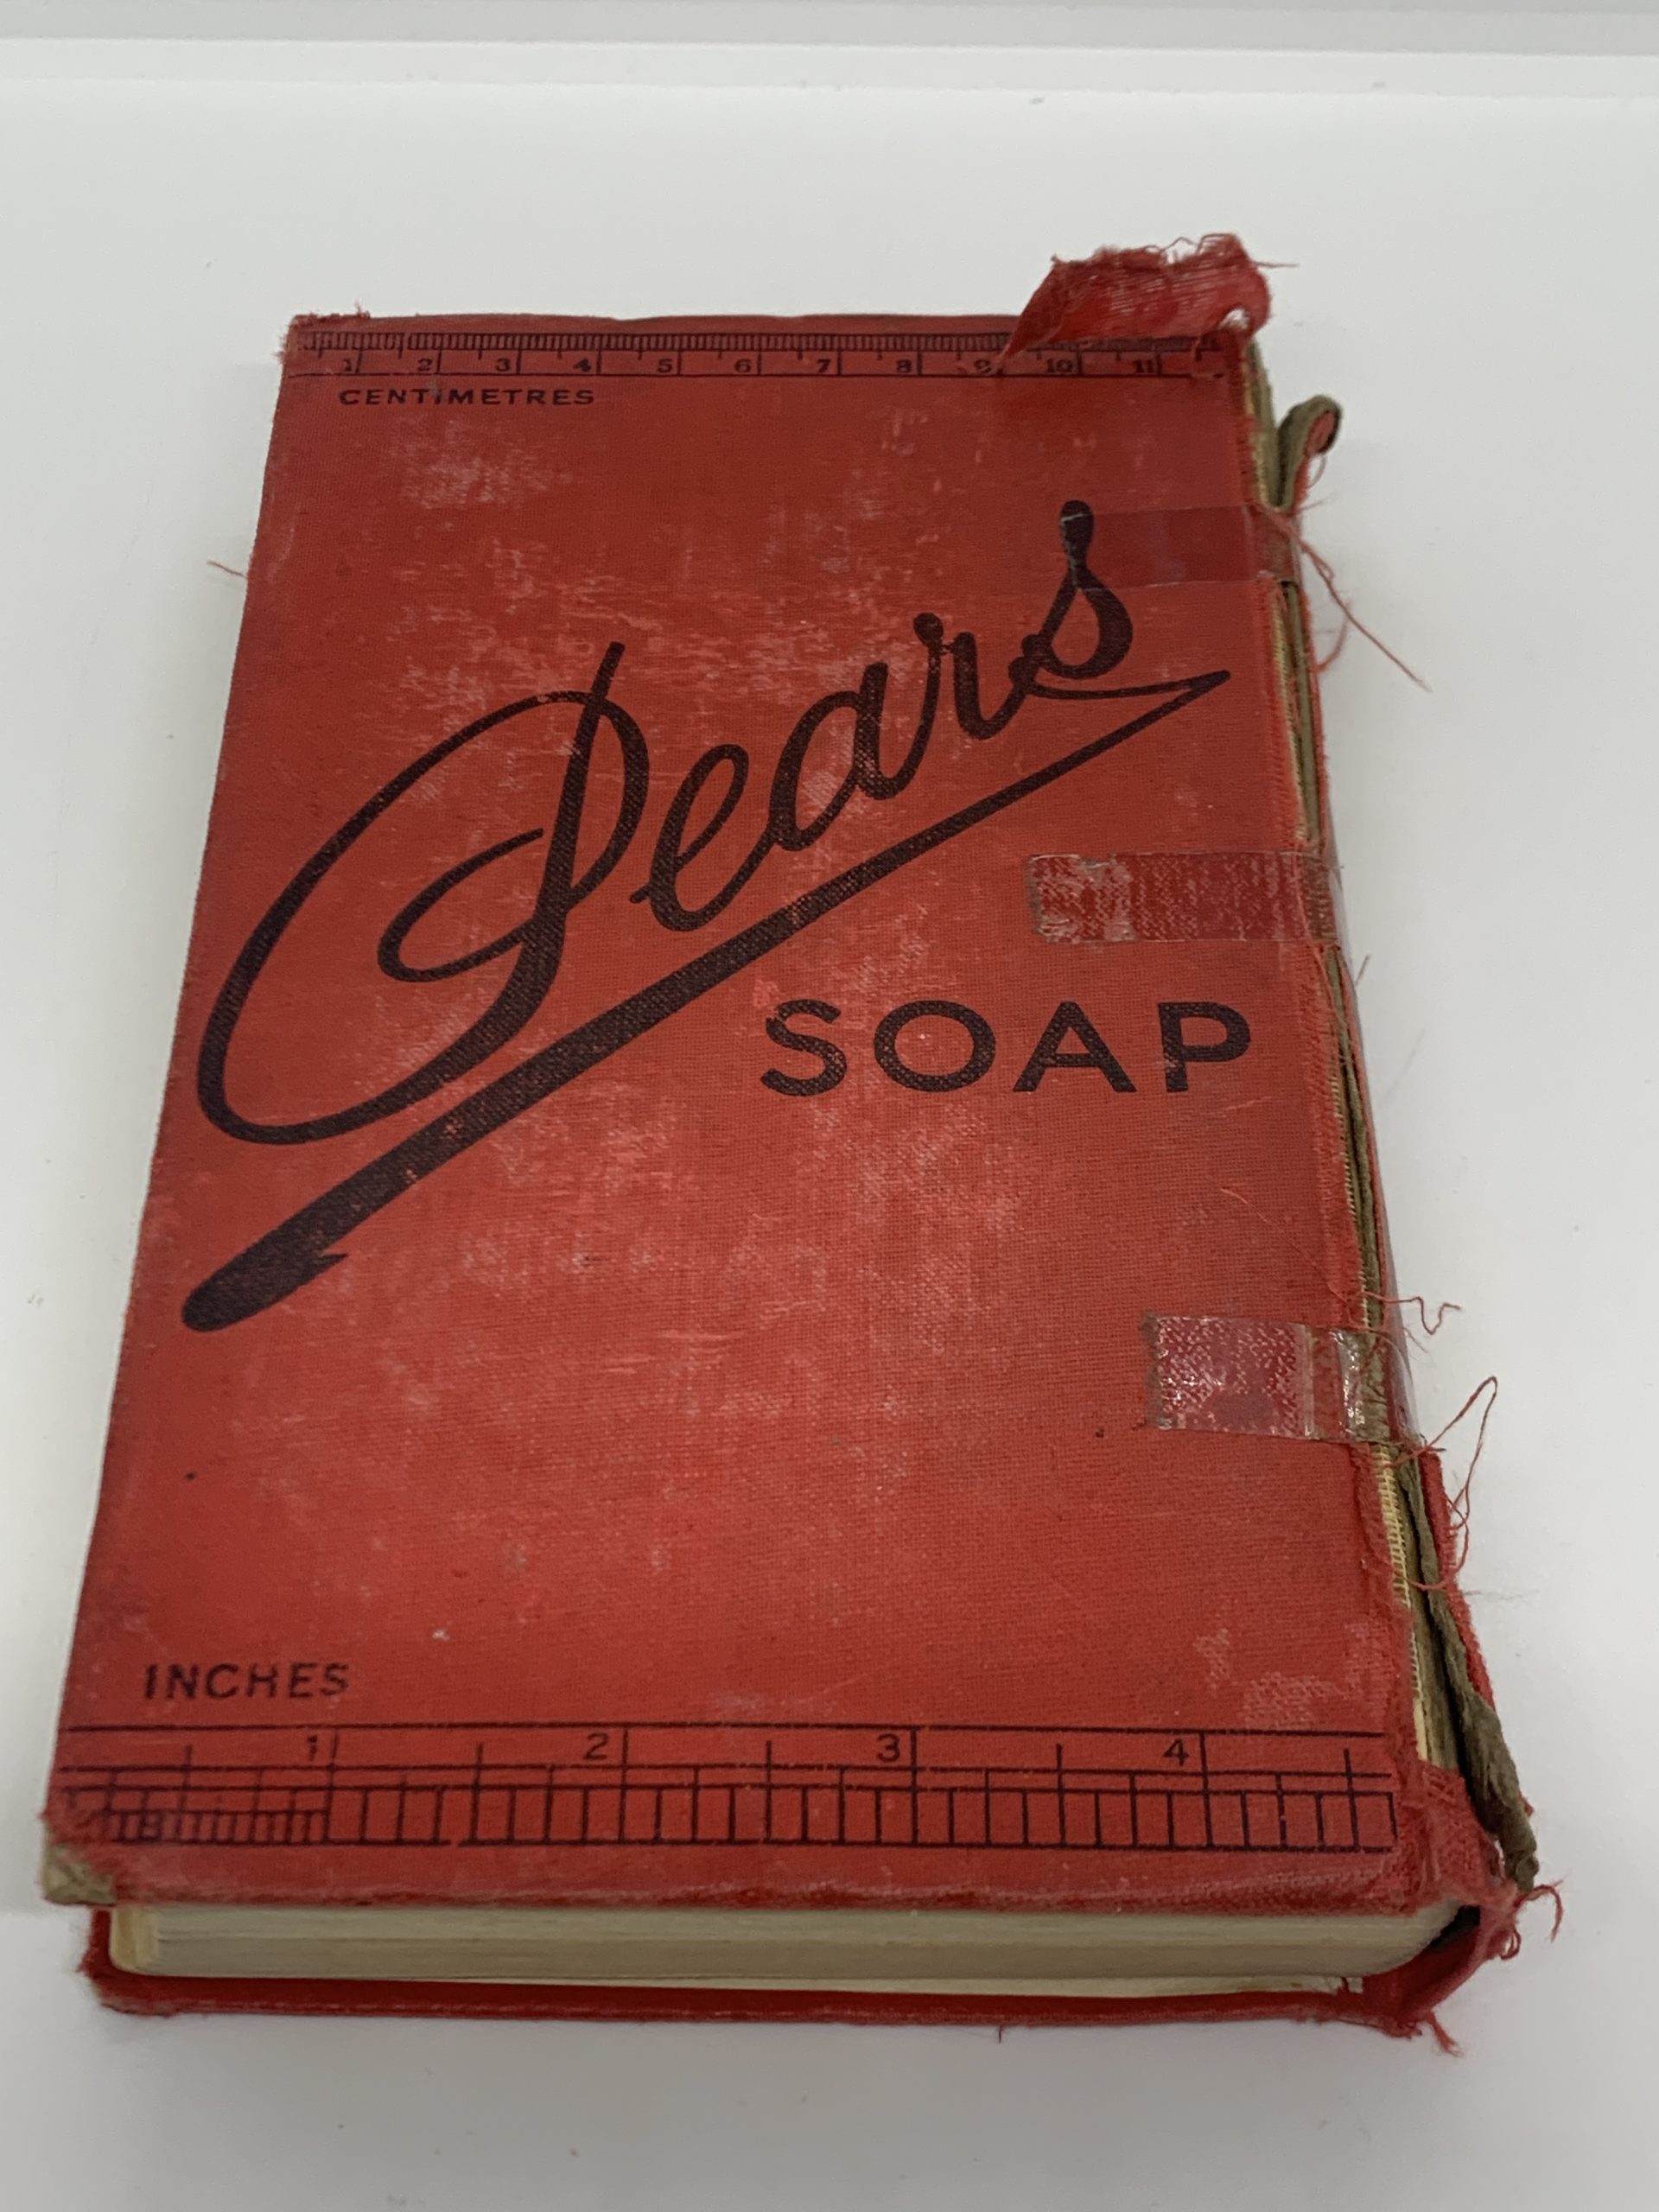 1 2 3 4 5 6 7 8 9 10 11
CENTIMETRES
Pears
SOAP
INCHES
1 2 3 4